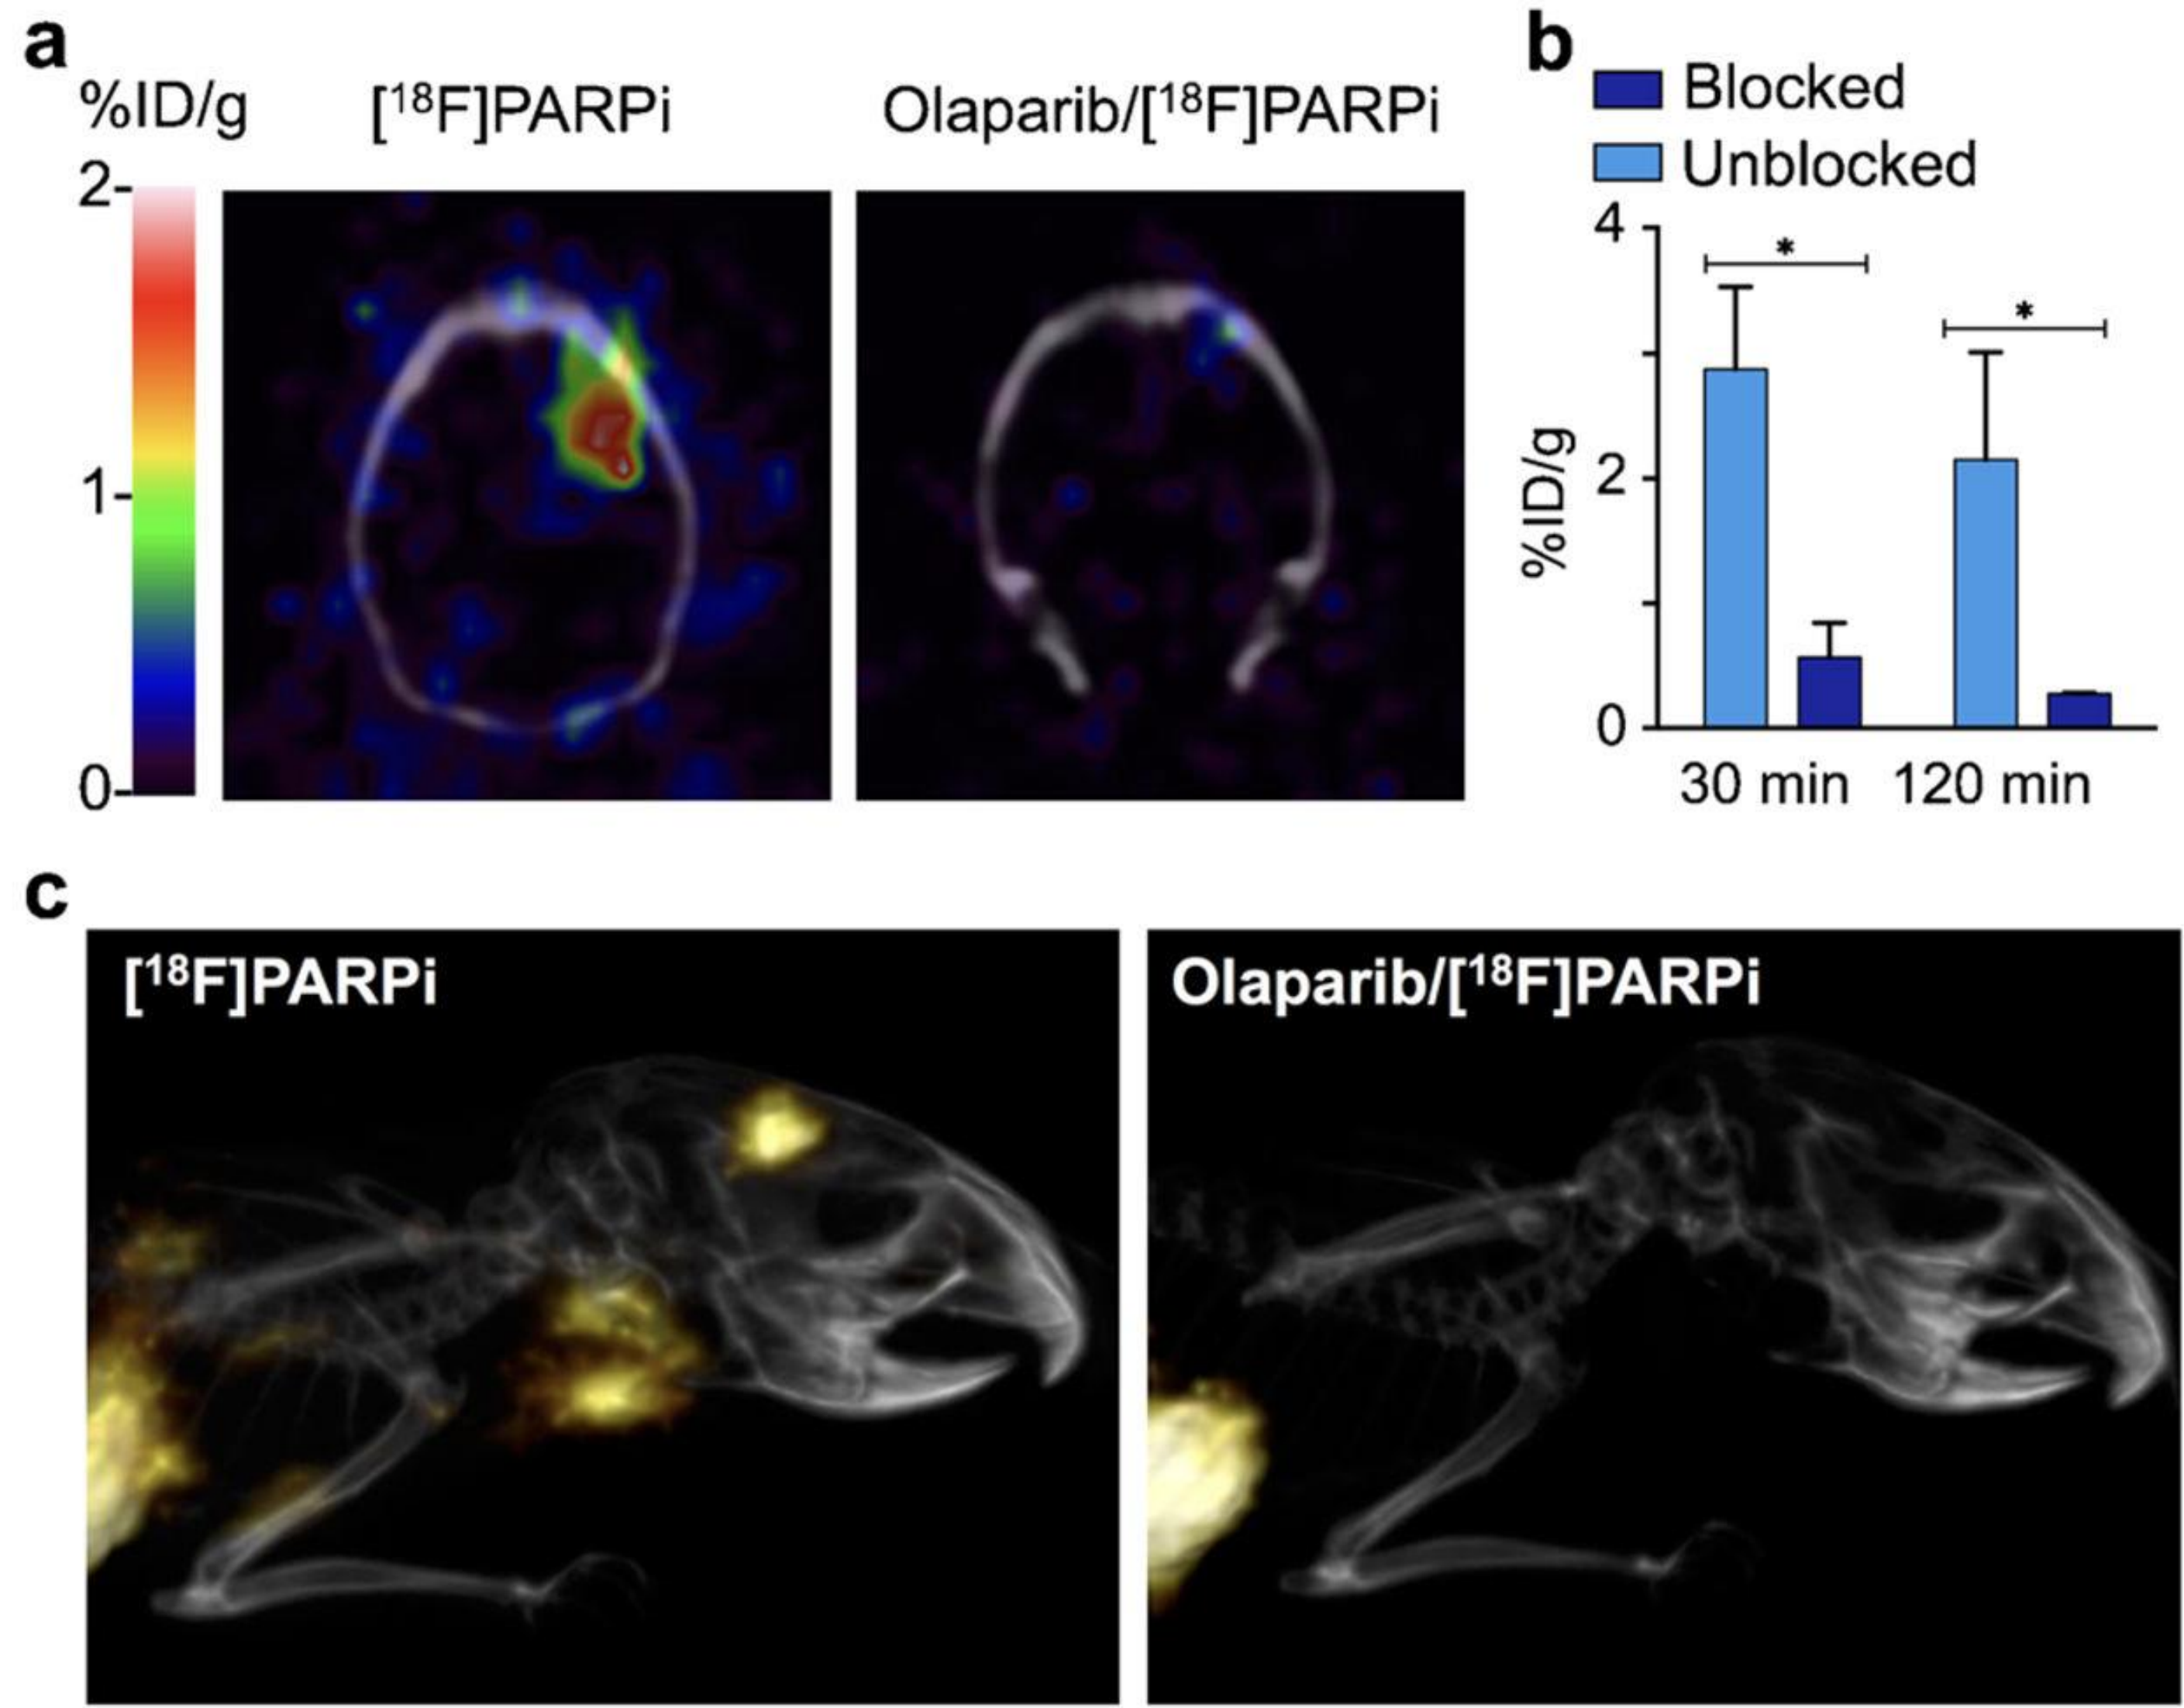 a
%ID/g
[¹⁸F]PARPi
Olaparib/[¹⁸F]PARPi
2
1
0
b
Blocked
Unblocked
4
*
*
%ID/g
2
0
30 min
120 min
c
[¹⁸F]PARPi
Olaparib/[¹⁸F]PARPi